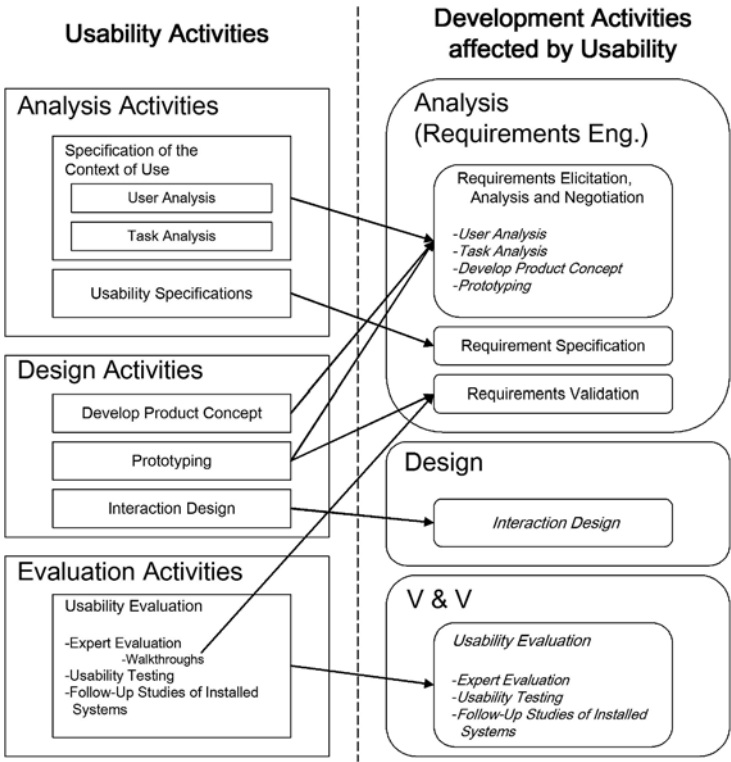 Usability Activities
Development Activities
affected by Usability
Analysis Activities
Specification of the
Context of Use
User Analysis
Task Analysis
Usability Specifications
Design Activities
Develop Product Concept
Prototyping
Interaction Design
Evaluation Activities
Usability Evaluation
-Expert Evaluation
-Walkthroughs
-Usability Testing
-Follow-Up Studies of Installed
Systems
Analysis
(Requirements Eng.)
Requirements Elicitation,
Analysis and Negotiation
-User Analysis
-Task Analysis
-Develop Product Concept
-Prototyping
Requirement Specification
Requirements Validation
Design
Interaction Design
V & V
Usability Evaluation
-Expert Evaluation
-Usability Testing
-Follow-Up Studies of Installed
Systems